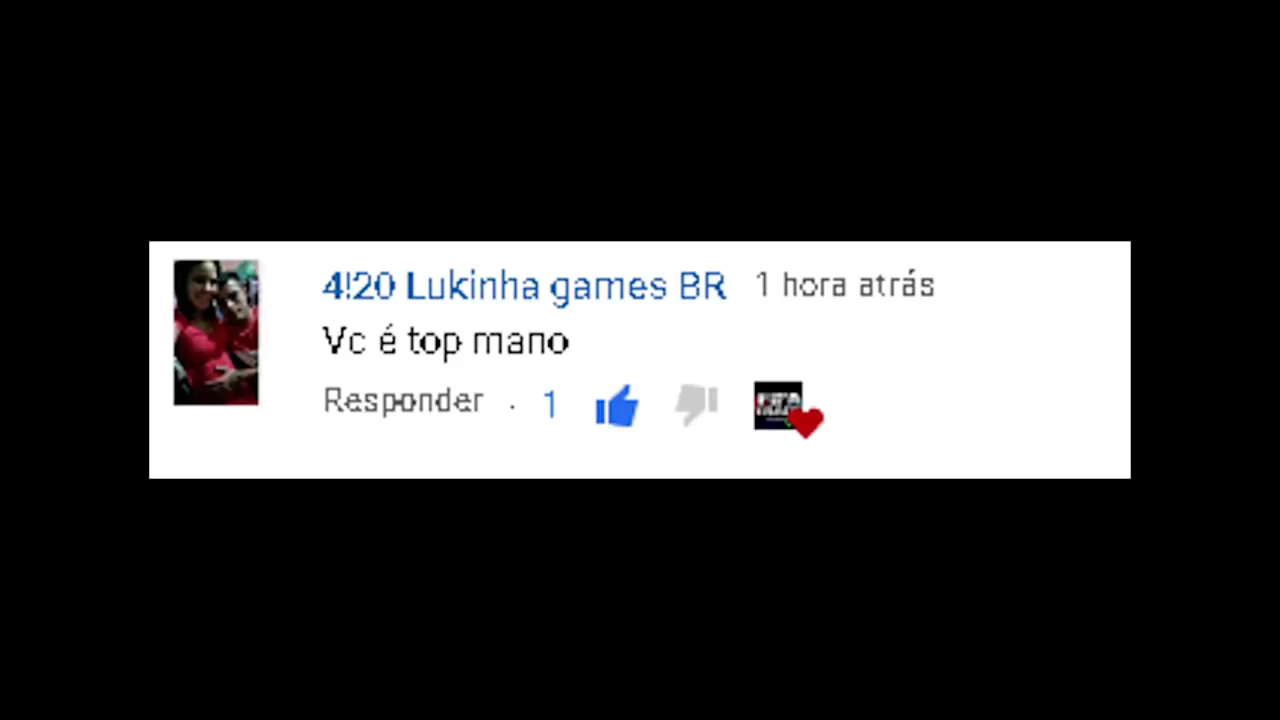 4!20 Lukinha games BR 1 hora atrás
Vc é top mano
Responder · 1